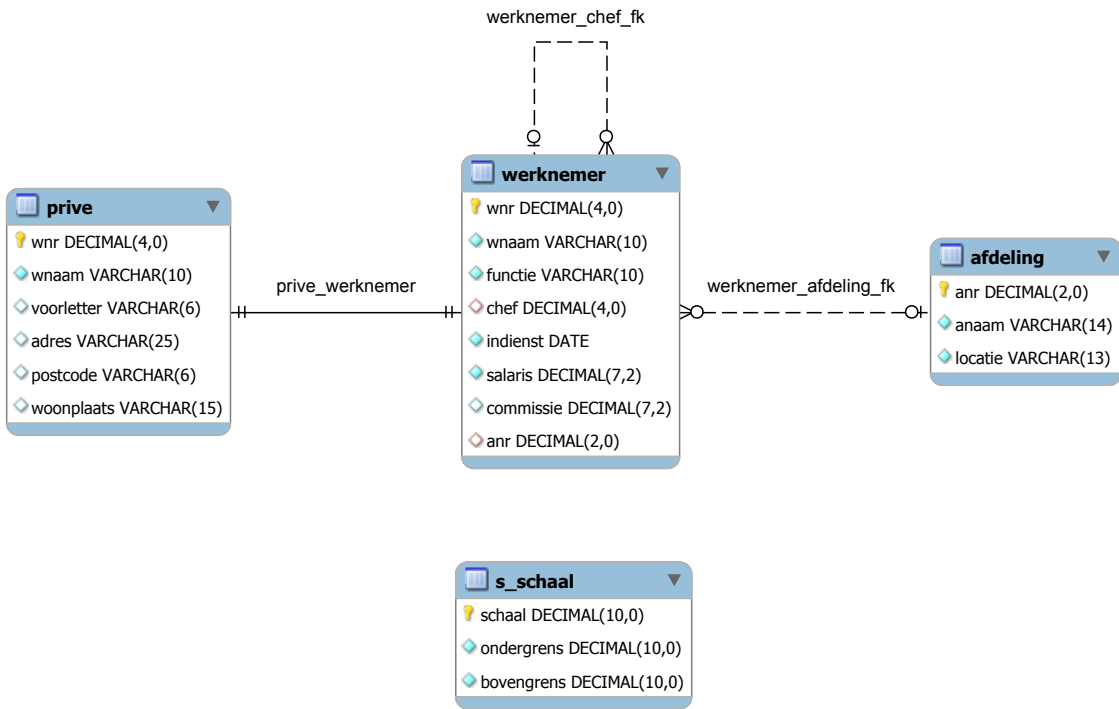 werknemer_chef_fk
prive
wnr DECIMAL(4,0)
wnaam VARCHAR(10)
voorletter VARCHAR(6)
adres VARCHAR(25)
postcode VARCHAR(6)
woonplaats VARCHAR(15)
prive_werknemer
werknemer
wnr DECIMAL(4,0)
wnaam VARCHAR(10)
functie VARCHAR(10)
chef DECIMAL(4,0)
indienst DATE
salaris DECIMAL(7,2)
commissie DECIMAL(7,2)
anr DECIMAL(2,0)
werknemer_afdeling_fk
afdeling
anr DECIMAL(2,0)
anaam VARCHAR(14)
locatie VARCHAR(13)
s_schaal
schaal DECIMAL(10,0)
ondergrens DECIMAL(10,0)
bovengrens DECIMAL(10,0)